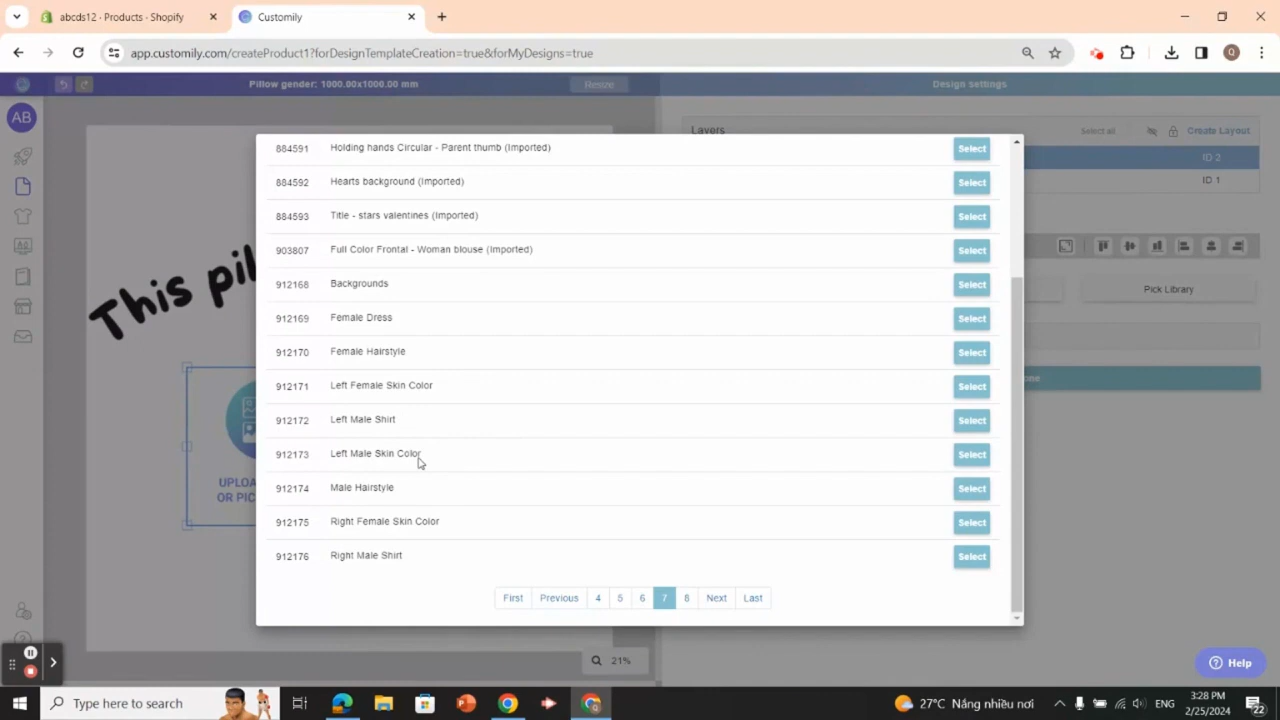 abcds12 · Products · Shopify
Customily
app.customily.com/createProduct1?forDesignTemplateCreation=true&forMyDesigns=true
Q
Pillow gender: 1000.00x1000.00 mm
Resize
Design settings
AB
Layers
Select all
Create Layout
ID 2
ID 1
884591 Holding hands Circular - Parent thumb (Imported) Select
884592 Hearts background (Imported) Select
884593 Title - stars valentines (Imported) Select
903807 Full Color Frontal - Woman blouse (Imported) Select
912168 Backgrounds Select
912169 Female Dress Select
912170 Female Hairstyle Select
912171 Left Female Skin Color Select
912172 Left Male Shirt Select
912173 Left Male Skin Color Select
912174 Male Hairstyle Select
912175 Right Female Skin Color Select
912176 Right Male Shirt Select
First Previous 4 5 6 7 8 Next Last
This pil
Pick Library
UPLOA
OR PIC
21%
Help
Type here to search
27°C Nắng nhiều nơi
ENG
3:28 PM
2/25/2024
22